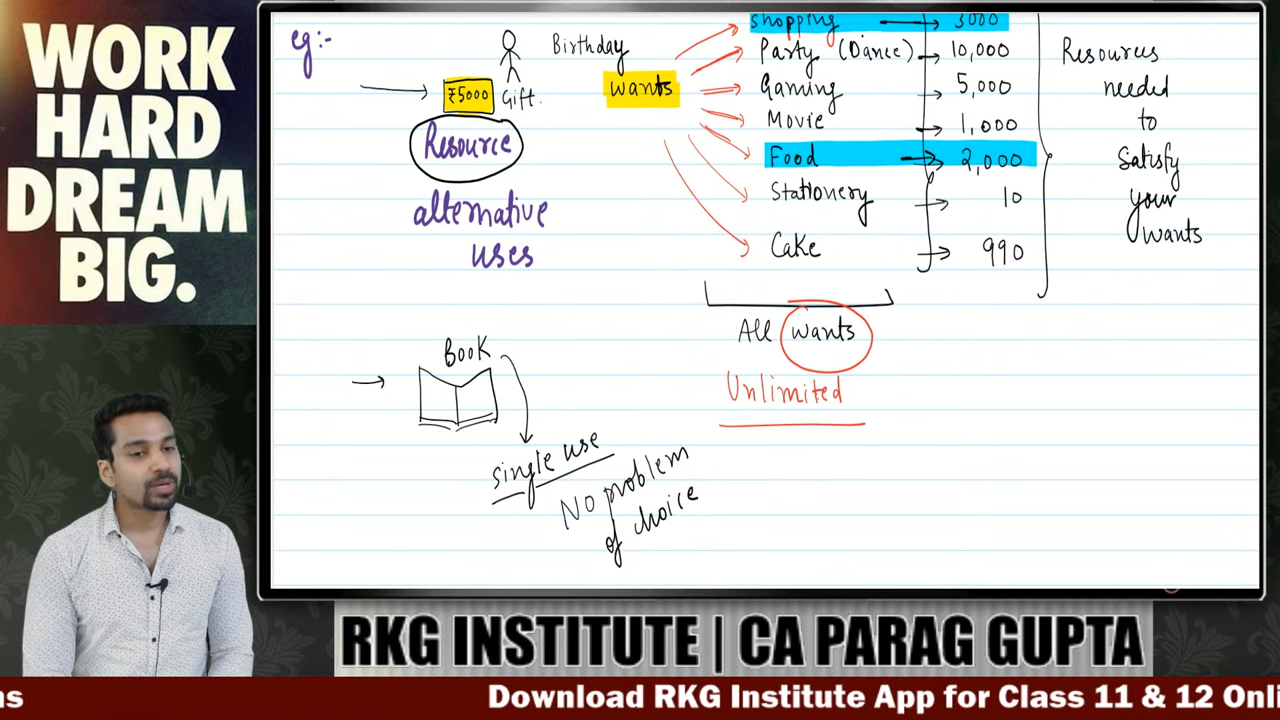 WORK
HARD
DREAM
BIG.
eg:-
Birthday
₹5000 Gift.
Resource
alternative
uses
wants
shopping 3000
Party (Dance) 10,000
Gaming 5,000
Movie 1,000
Food 2,000
Stationery 10
Cake 990
Resources
needed
to
Satisfy
your
wants
All wants
Unlimited
Book
single use
No problem
of choice
RKG INSTITUTE | CA PARAG GUPTA
ns Download RKG Institute App for Class 11 & 12 Onli